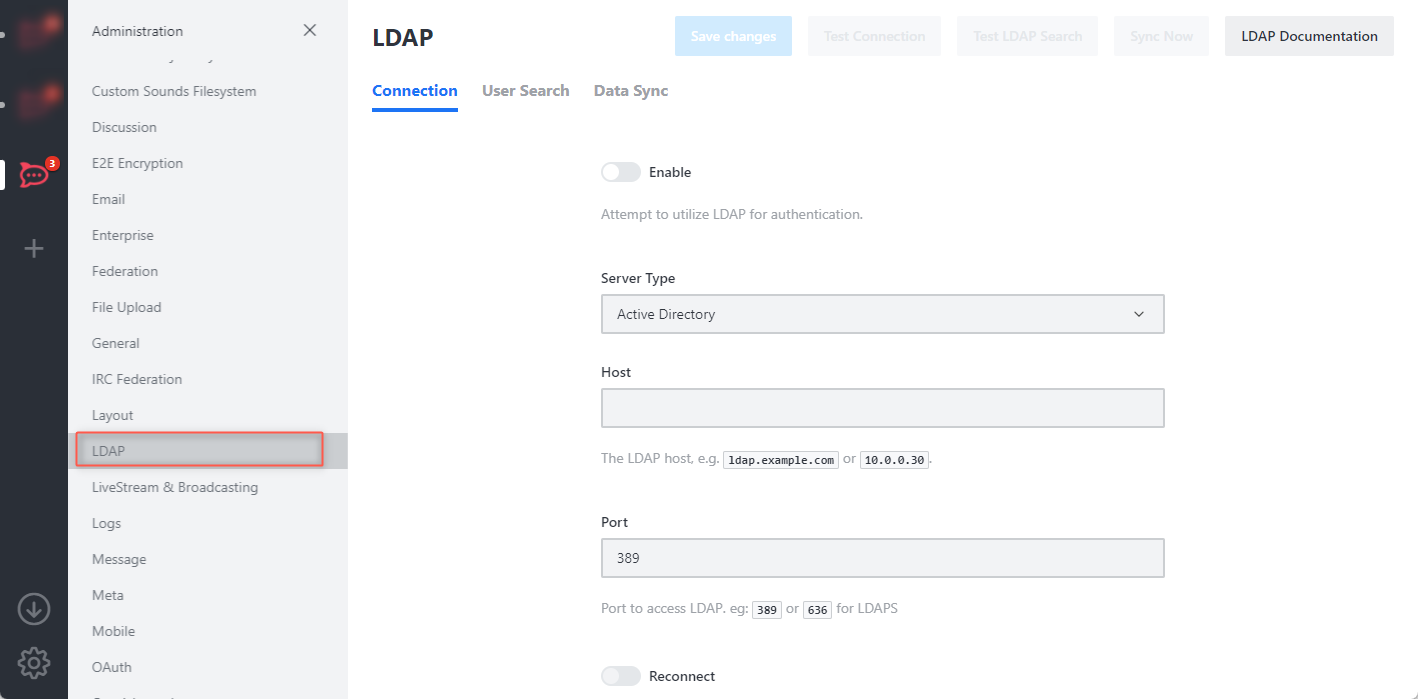 Administration
Custom Sounds Filesystem
Discussion
E2E Encryption
Email
Enterprise
Federation
File Upload
General
IRC Federation
Layout
LDAP
LiveStream & Broadcasting
Logs
Message
Meta
Mobile
OAuth
3
LDAP
Save changes
Test Connection
Test LDAP Search
Sync Now
LDAP Documentation
Connection
User Search
Data Sync
Enable
Attempt to utilize LDAP for authentication.
Server Type
Active Directory
Host
The LDAP host, e.g. ldap.example.com or 10.0.0.30.
Port
389
Port to access LDAP. eg: 389 or 636 for LDAPS
Reconnect